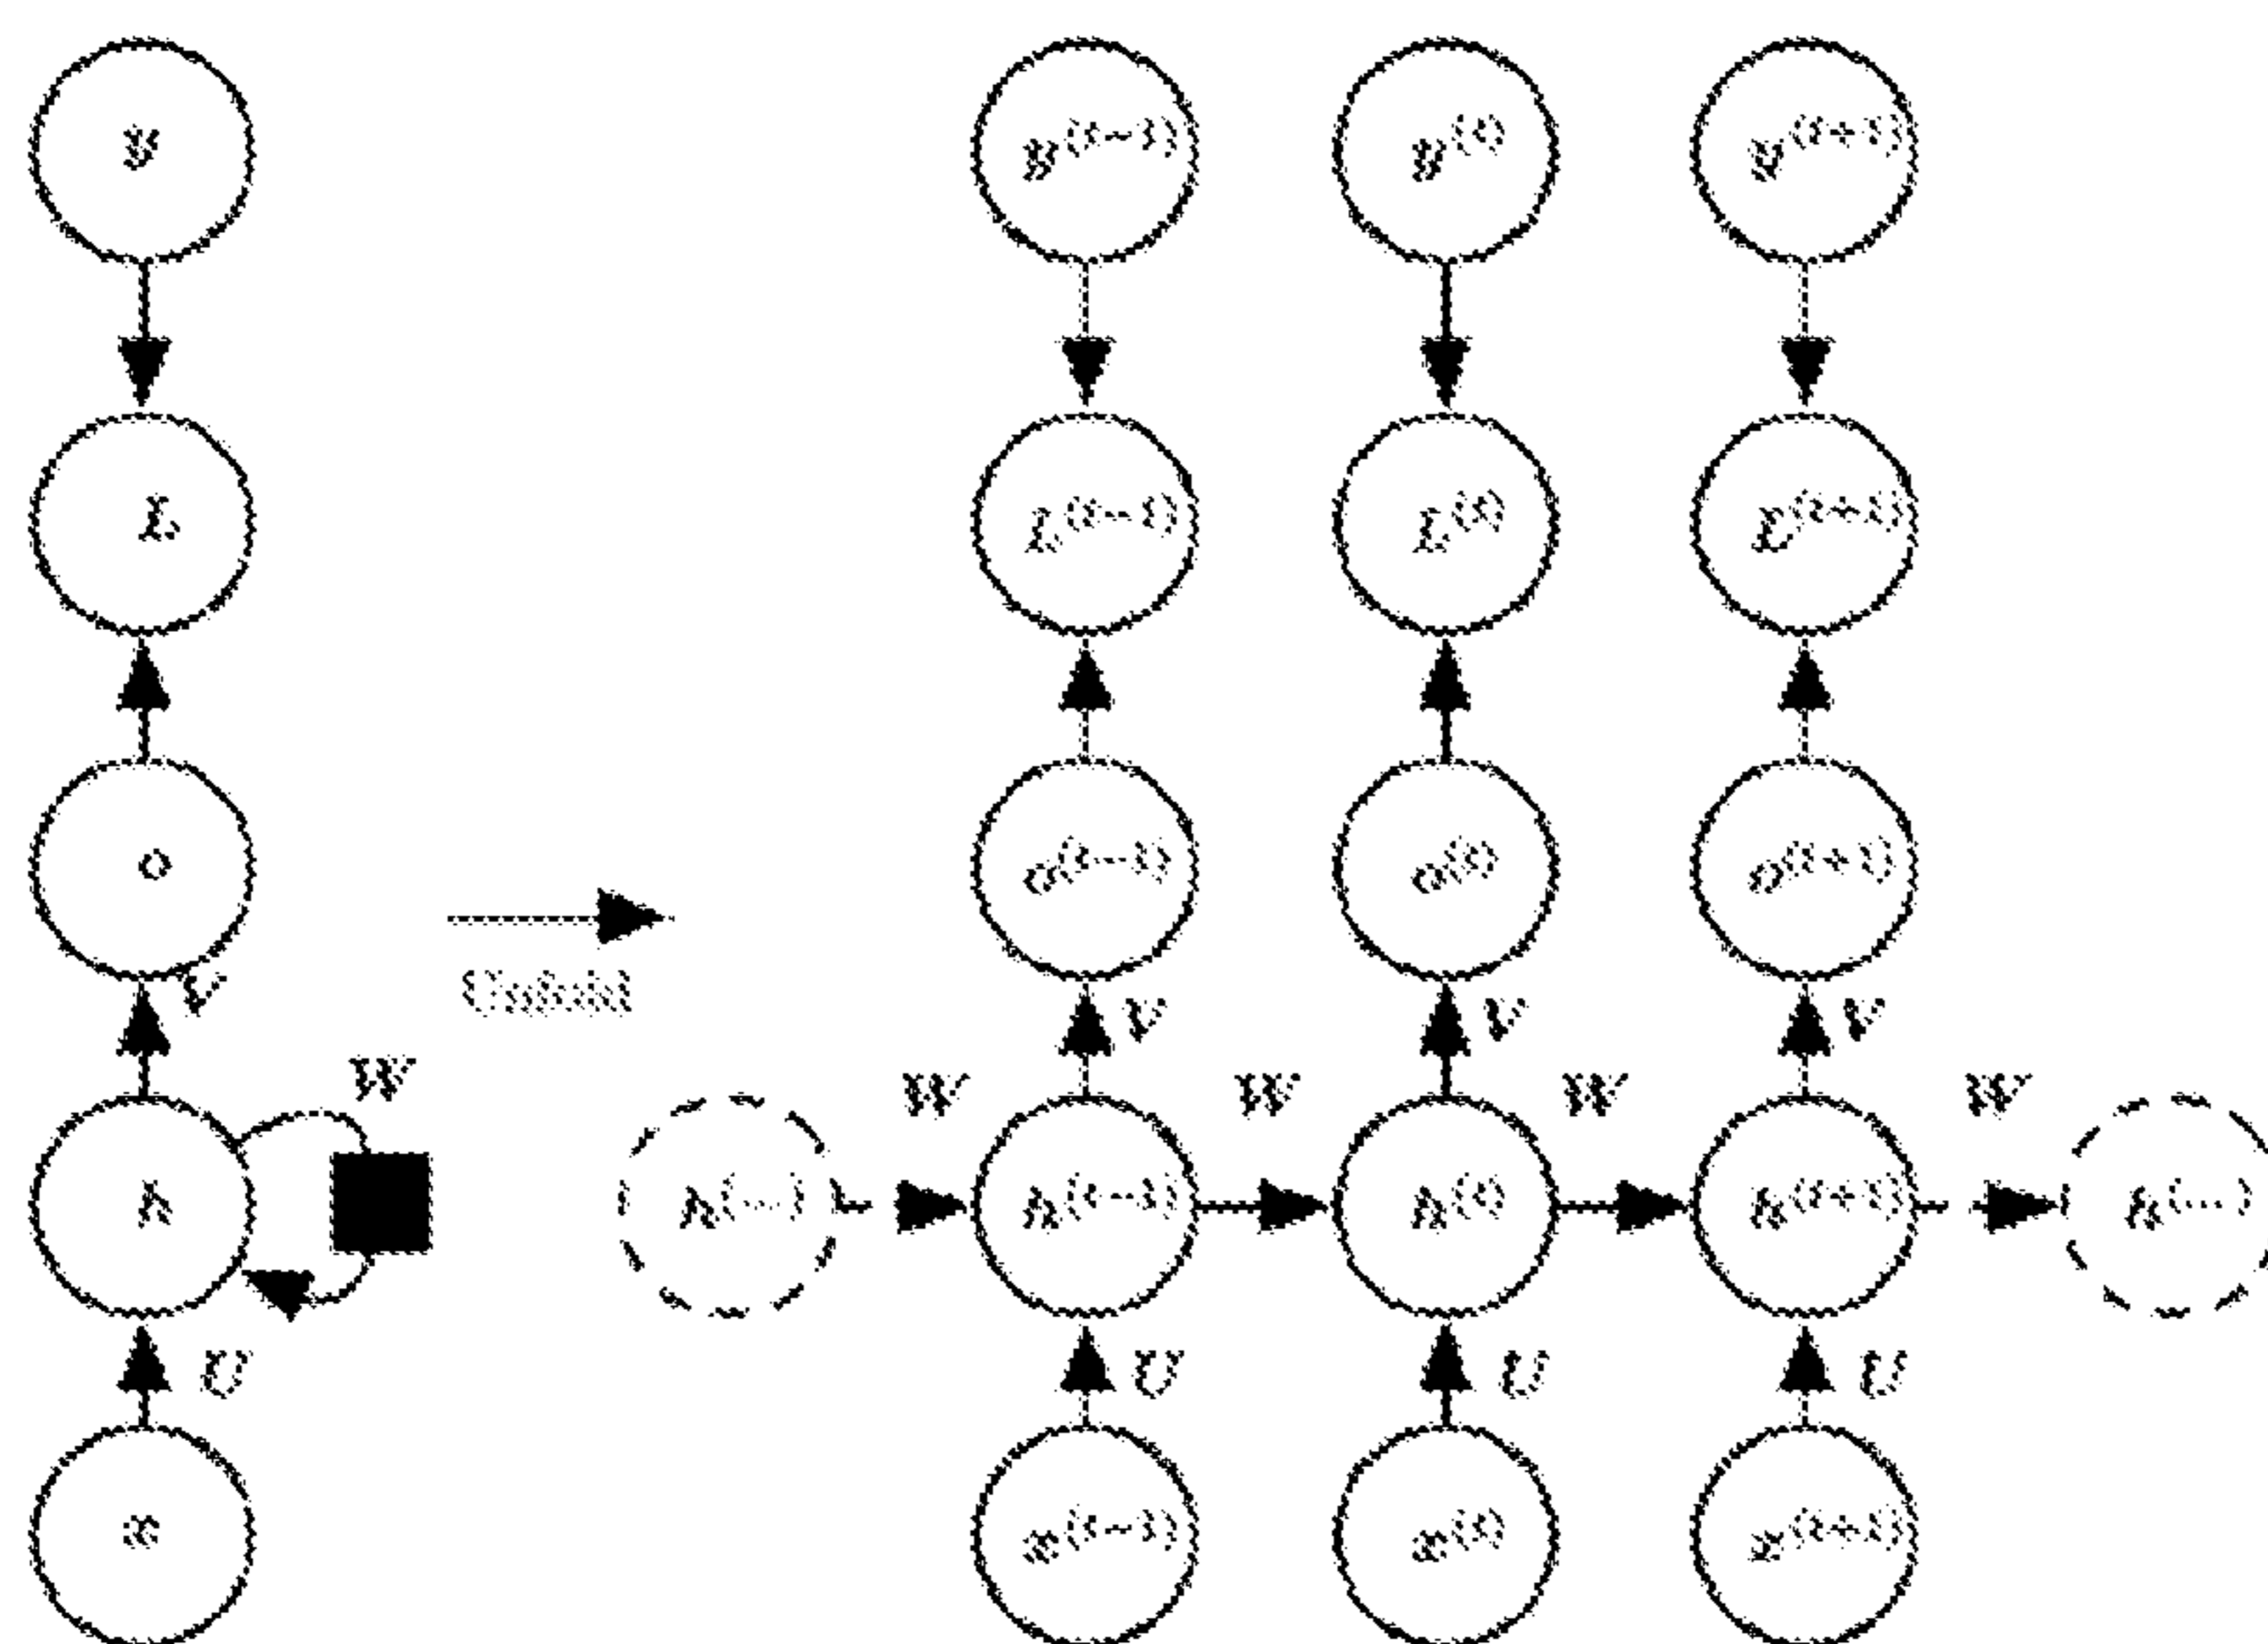 y y^(t−1) y^(t) y^(t+1)
L L^(t−1) L^(t) L^(t+1)
o o^(t−1) o^(t) o^(t+1)
Unfold
V V V V
W W W W W
h h^(...) h^(t−1) h^(t) h^(t+1) h^(...)
U U U U
x x^(t−1) x^(t) x^(t+1)